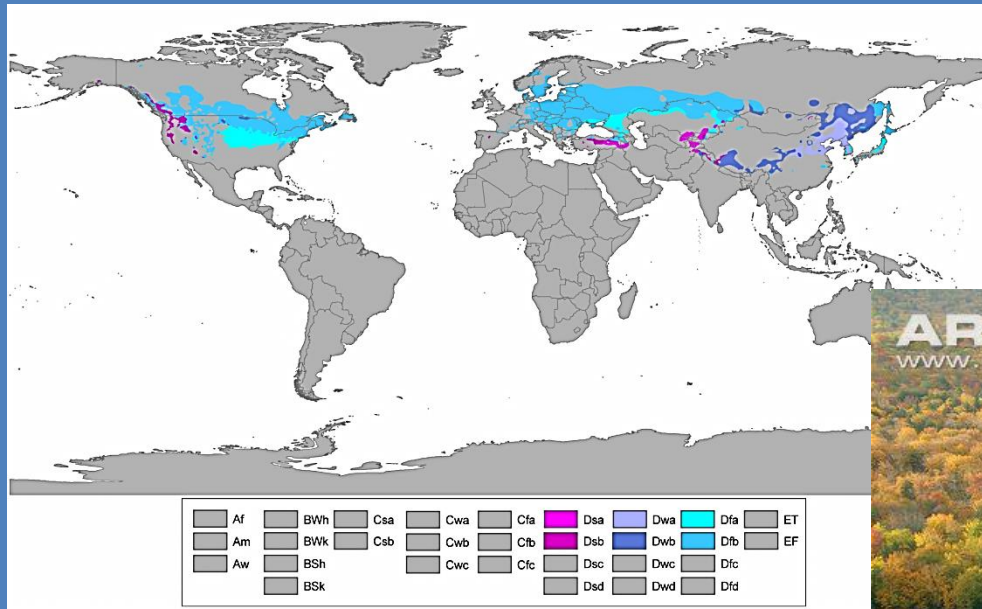 Af BWh Csa Cwa Cfa Dsa Dwa Dfa ET
Am BWk Csb Cwb Cfb Dsb Dwb Dfb EF
Aw BSh Cwc Cfc Dsc Dwc Dfc
BSk Dsd Dwd Dfd
AR
www.